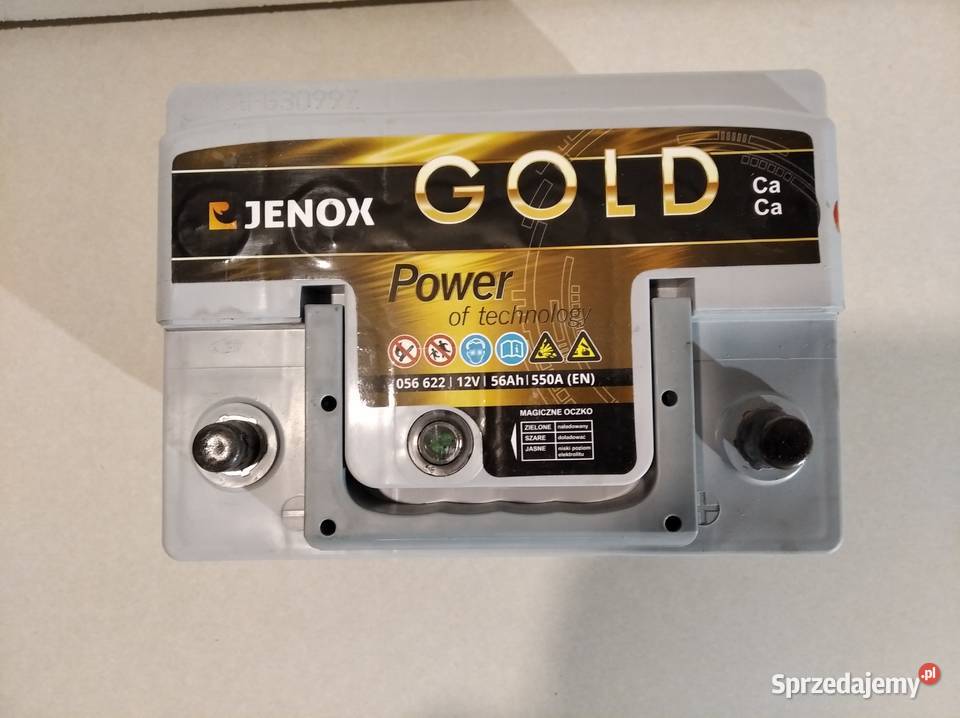 JENOX
GOLD
Ca
Ca
Power
of technology
056 622 | 12V | 56Ah | 550A (EN)
MAGICZNE OCZKO
ZIELONE naładowany
SZARE doładować
JASNE niski poziom
elektrolitu
+
Sprzedajemy.pl